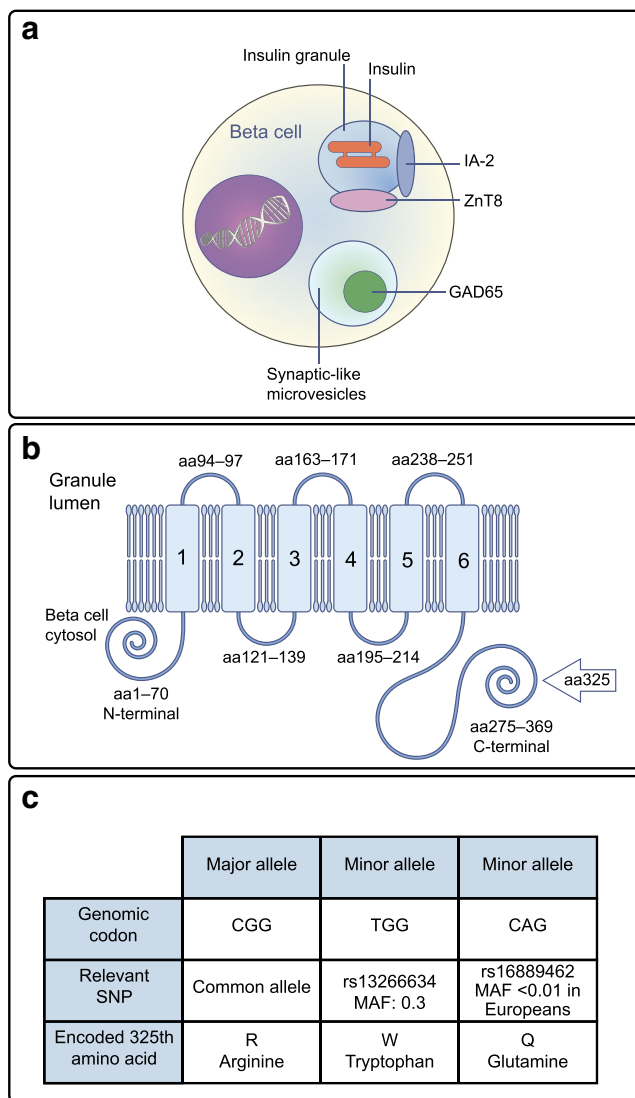 a
Insulin granule
Insulin
Beta cell
IA-2
ZnT8
GAD65
Synaptic-like
microvesicles
b
Granule
lumen
aa94–97
aa163–171
aa238–251
1
2
3
4
5
6
Beta cell
cytosol
aa121–139
aa195–214
aa1–70
N-terminal
aa325
aa275–369
C-terminal
c
Major allele
Minor allele
Minor allele
Genomic
codon
CGG
TGG
CAG
Relevant
SNP
Common allele
rs13266634
MAF: 0.3
rs16889462
MAF <0.01 in
Europeans
Encoded 325th
amino acid
R
Arginine
W
Tryptophan
Q
Glutamine